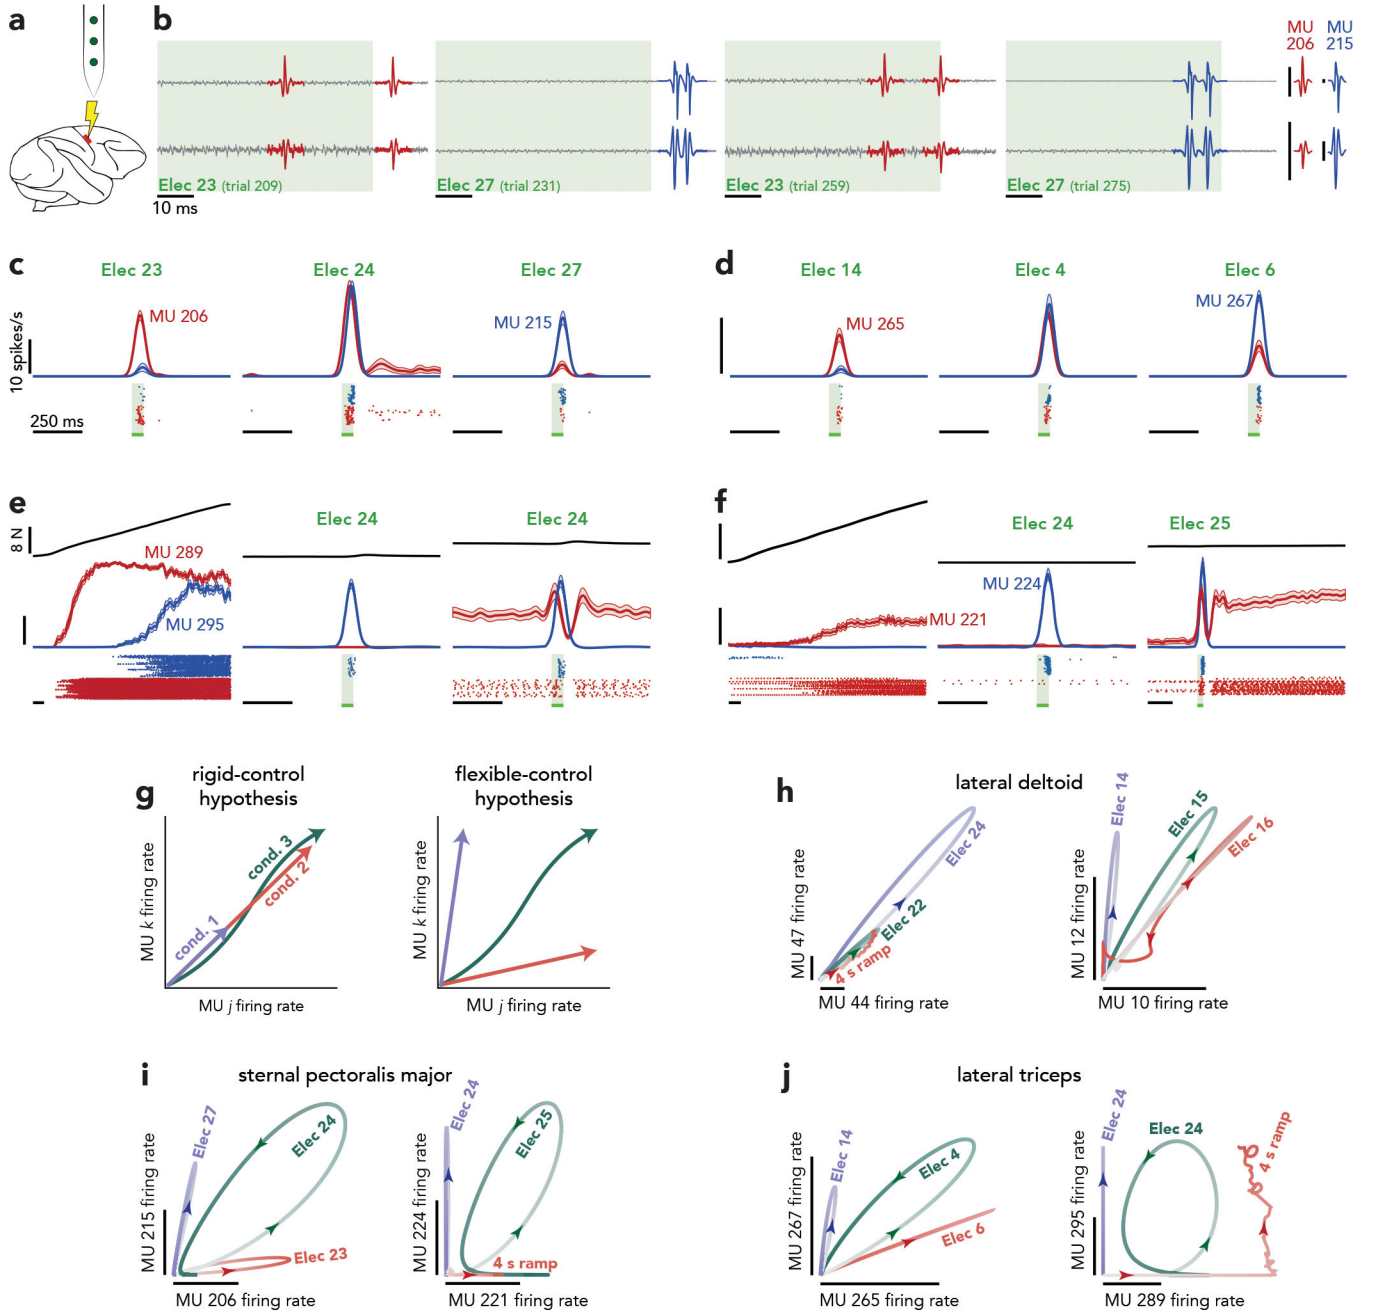 a
b
MU
206
MU
215
Elec 23 (trial 209)
Elec 27 (trial 231)
Elec 23 (trial 259)
Elec 27 (trial 275)
10 ms
c
Elec 23
Elec 24
Elec 27
10 spikes/s
MU 206
MU 215
250 ms
d
Elec 14
Elec 4
Elec 6
MU 265
MU 267
e
8 N
Elec 24
Elec 24
MU 289
MU 295
f
Elec 24
Elec 25
MU 224
MU 221
g
rigid-control
hypothesis
MU k firing rate
cond. 1
cond. 2
cond. 3
MU j firing rate
flexible-control
hypothesis
MU k firing rate
MU j firing rate
h
lateral deltoid
MU 47 firing rate
Elec 24
Elec 22
4 s ramp
MU 44 firing rate
MU 12 firing rate
Elec 14
Elec 15
Elec 16
MU 10 firing rate
i
sternal pectoralis major
MU 215 firing rate
Elec 27
Elec 24
Elec 23
MU 206 firing rate
MU 224 firing rate
Elec 24
Elec 25
4 s ramp
MU 221 firing rate
j
lateral triceps
MU 267 firing rate
Elec 14
Elec 4
Elec 6
MU 265 firing rate
MU 295 firing rate
Elec 24
Elec 24
4 s ramp
MU 289 firing rate